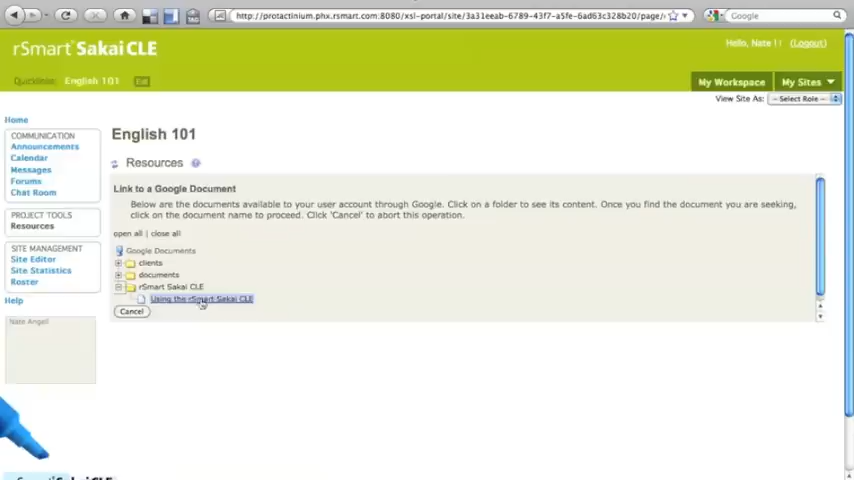 http://protactinium.phx.rsmart.com:8080/xsl-portal/site/3a31eeab-6789-43f7-a5fe-6ad63c328b20/page/
Google
rSmart Sakai CLE
Hello, Nate ! | (Logout)
Quicklinks: English 101 Edit
My Workspace My Sites
View Site As: -- Select Role --
Home
COMMUNICATION
Announcements
Calendar
Messages
Forums
Chat Room
PROJECT TOOLS
Resources
SITE MANAGEMENT
Site Editor
Site Statistics
Roster
Help
Nate Angell
English 101
Resources
Link to a Google Document
Below are the documents available to your user account through Google. Click on a folder to see its content. Once you find the document you are seeking,
click on the document name to proceed. Click 'Cancel' to abort this operation.
open all | close all
Google Documents
clients
documents
rSmart Sakai CLE
Using the rSmart Sakai CLE
Cancel